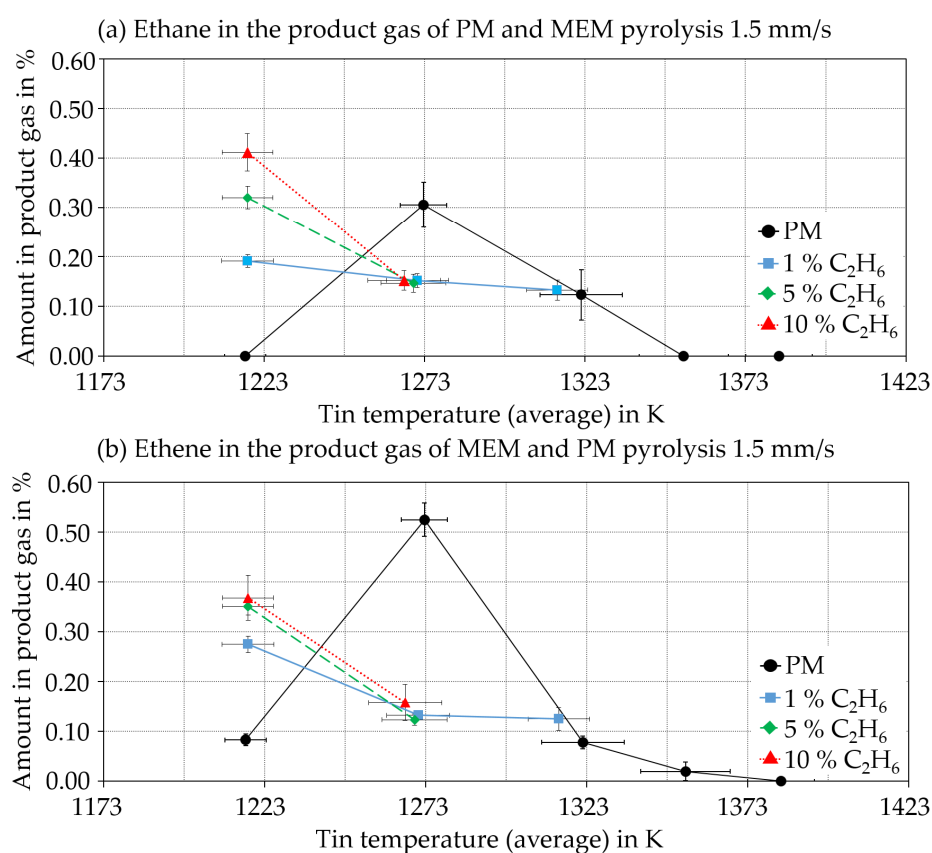 (a) Ethane in the product gas of PM and MEM pyrolysis 1.5 mm/s
Amount in product gas in %
0.60
0.50
0.40
0.30
0.20
0.10
0.00
PM
1 % C₂H₆
5 % C₂H₆
10 % C₂H₆
1173 1223 1273 1323 1373 1423
Tin temperature (average) in K
(b) Ethene in the product gas of MEM and PM pyrolysis 1.5 mm/s
Amount in product gas in %
0.60
0.50
0.40
0.30
0.20
0.10
0.00
PM
1 % C₂H₆
5 % C₂H₆
10 % C₂H₆
1173 1223 1273 1323 1373 1423
Tin temperature (average) in K